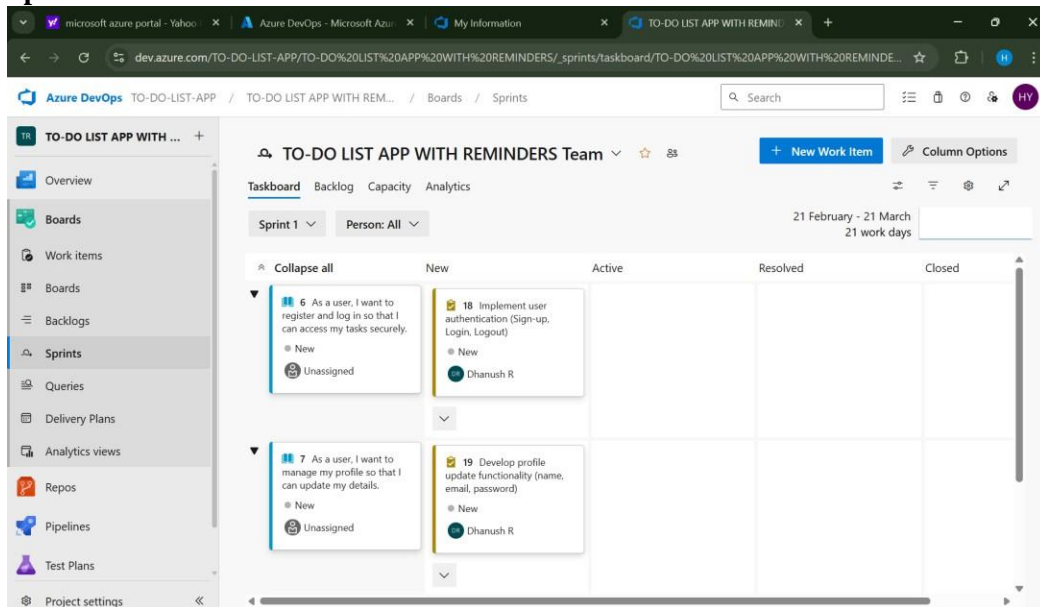 microsoft azure portal - Yahoo
Azure DevOps - Microsoft Azur
My Information
TO-DO LIST APP WITH REMIND
dev.azure.com/TO-DO-LIST-APP/TO-DO%20LIST%20APP%20WITH%20REMINDERS/_sprints/taskboard/TO-DO%20LIST%20APP%20WITH%20REMINDE...
H
Azure DevOps TO-DO-LIST-APP / TO-DO LIST APP WITH REM... / Boards / Sprints
Search
HY
TR TO-DO LIST APP WITH ... +
Overview
Boards
Work items
Boards
Backlogs
Sprints
Queries
Delivery Plans
Analytics views
Repos
Pipelines
Test Plans
Project settings
TO-DO LIST APP WITH REMINDERS Team
+ New Work Item
Column Options
Taskboard Backlog Capacity Analytics
Sprint 1 Person: All
21 February - 21 March
21 work days
Collapse all New Active Resolved Closed
6 As a user, I want to
register and log in so that I
can access my tasks securely.
New
Unassigned
18 Implement user
authentication (Sign-up,
Login, Logout)
New
DR Dhanush R
7 As a user, I want to
manage my profile so that I
can update my details.
New
Unassigned
19 Develop profile
update functionality (name,
email, password)
New
DR Dhanush R